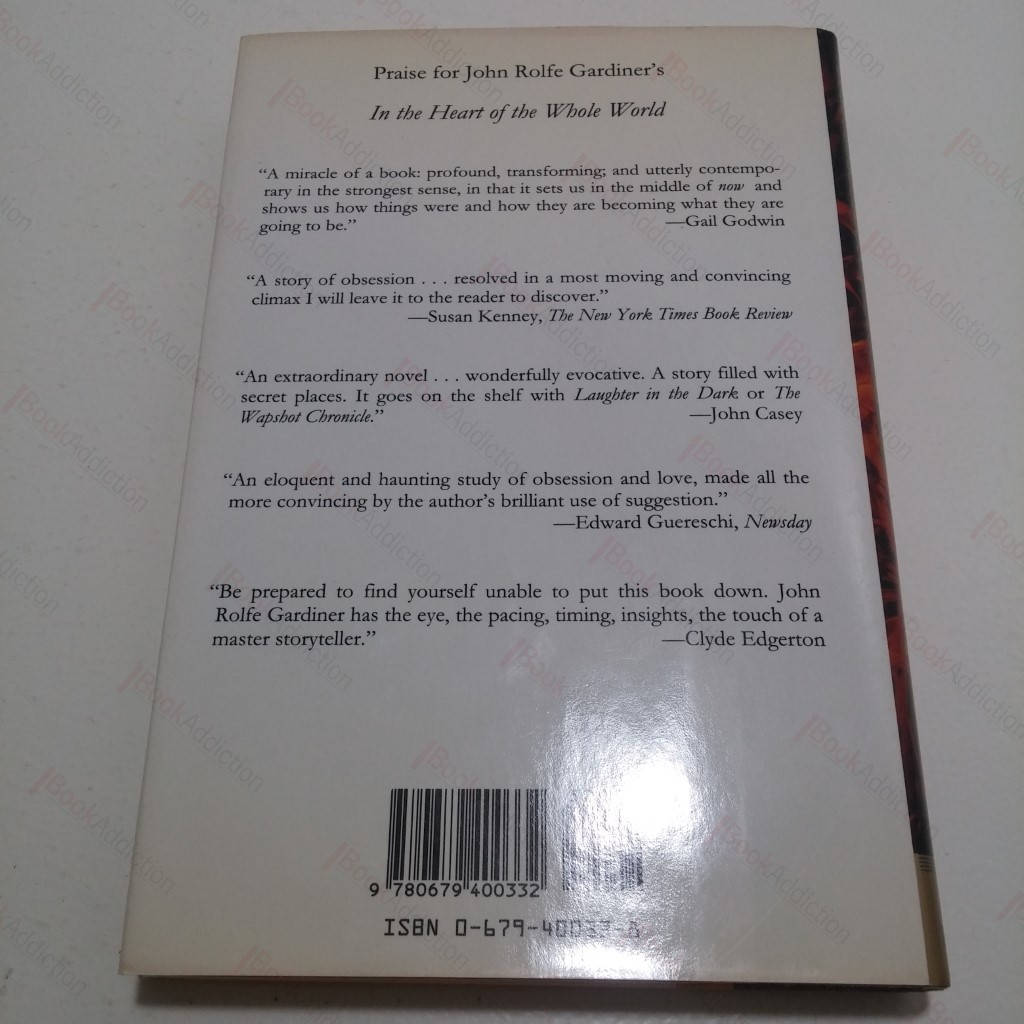 Praise for John Rolfe Gardiner's
In the Heart of the Whole World
“A miracle of a book: profound, transforming; and utterly contempo-
rary in the strongest sense, in that it sets us in the middle of now and
shows us how things were and how they are becoming what they are
going to be.” —Gail Godwin
“A story of obsession . . . resolved in a most moving and convincing
climax I will leave it to the reader to discover.”
—Susan Kenney, The New York Times Book Review
“An extraordinary novel . . . wonderfully evocative. A story filled with
secret places. It goes on the shelf with Laughter in the Dark or The
Wapshot Chronicle.” —John Casey
“An eloquent and haunting study of obsession and love, made all the
more convincing by the author's brilliant use of suggestion.”
—Edward Guereschi, Newsday
“Be prepared to find yourself unable to put this book down. John
Rolfe Gardiner has the eye, the pacing, timing, insights, the touch of a
master storyteller.” —Clyde Edgerton
9 780679 400332
ISBN
BookAddiction